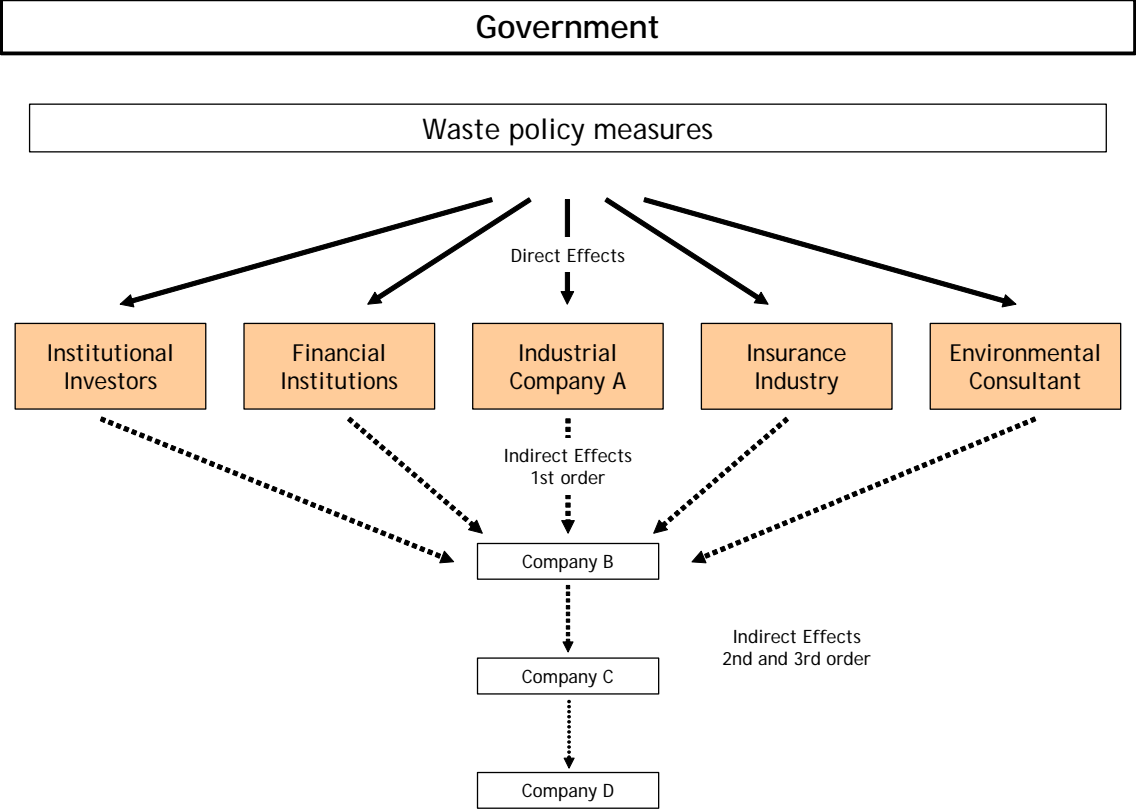 Government
Waste policy measures
Direct Effects
Institutional
Investors
Financial
Institutions
Industrial
Company A
Insurance
Industry
Environmental
Consultant
Indirect Effects
1st order
Company B
Indirect Effects
2nd and 3rd order
Company C
Company D